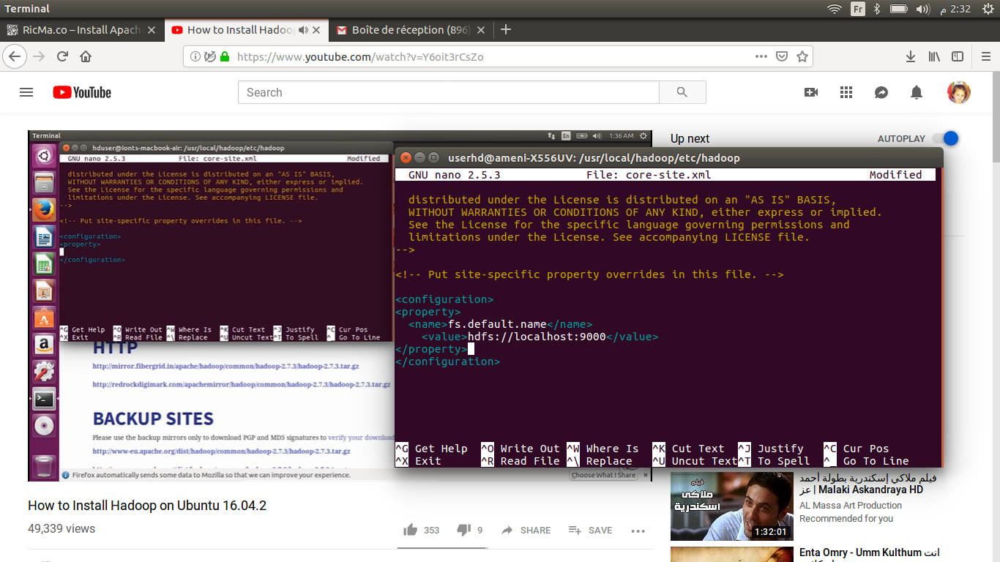 Terminal
Fr
2:32 م
RicMa.co – Install Apach
How to Install Hadoo
Boîte de réception (896)
https://www.youtube.com/watch?v=Y6oit3rCsZo
YouTube
Search
Terminal
En
1:36 AM
hduser@ionts-macbook-air: /usr/local/hadoop/etc/hadoop
GNU nano 2.5.3 File: core-site.xml Modified
distributed under the License is distributed on an "AS IS" BASIS,
WITHOUT WARRANTIES OR CONDITIONS OF ANY KIND, either express or implied.
See the License for the specific language governing permissions and
limitations under the License. See accompanying LICENSE file.
-->
<!-- Put site-specific property overrides in this file. -->
<configuration>
<property>
</configuration>
^G Get Help ^O Write Out ^W Where Is ^K Cut Text ^J Justify ^C Cur Pos
^X Exit ^R Read File ^\ Replace ^U Uncut Text ^T To Spell ^_ Go To Line
HTTP
http://mirror.fibergrid.in/apache/hadoop/common/hadoop-2.7.3/hadoop-2.7.3.tar.gz
http://redrockdigimark.com/apachemirror/hadoop/common/hadoop-2.7.3/hadoop-2.7.3.tar.gz
BACKUP SITES
Please use the backup mirrors only to download PGP and MD5 signatures to verify your download
http://www-eu.apache.org/dist/hadoop/common/hadoop-2.7.3/hadoop-2.7.3.tar.gz
Firefox automatically sends some data to Mozilla so that we can improve your experience.
Choose What I Share
Up next
AUTOPLAY
userhd@ameni-X556UV: /usr/local/hadoop/etc/hadoop
GNU nano 2.5.3 File: core-site.xml Modified
distributed under the License is distributed on an "AS IS" BASIS,
WITHOUT WARRANTIES OR CONDITIONS OF ANY KIND, either express or implied.
See the License for the specific language governing permissions and
limitations under the License. See accompanying LICENSE file.
-->
<!-- Put site-specific property overrides in this file. -->
<configuration>
<property>
<name>fs.default.name</name>
<value>hdfs://localhost:9000</value>
</property>
</configuration>
^G Get Help ^O Write Out ^W Where Is ^K Cut Text ^J Justify ^C Cur Pos
^X Exit ^R Read File ^\ Replace ^U Uncut Text ^T To Spell ^_ Go To Line
How to Install Hadoop on Ubuntu 16.04.2
49,339 views
353
9
SHARE
SAVE
فيلم
ملاكي
اسكندرية
1:32:01
فيلم ملاكي إسكندرية بطولة أحمد
عز | Malaki Askandraya HD
AL Massa Art Production
Recommended for you
Enta Omry - Umm Kulthum انت